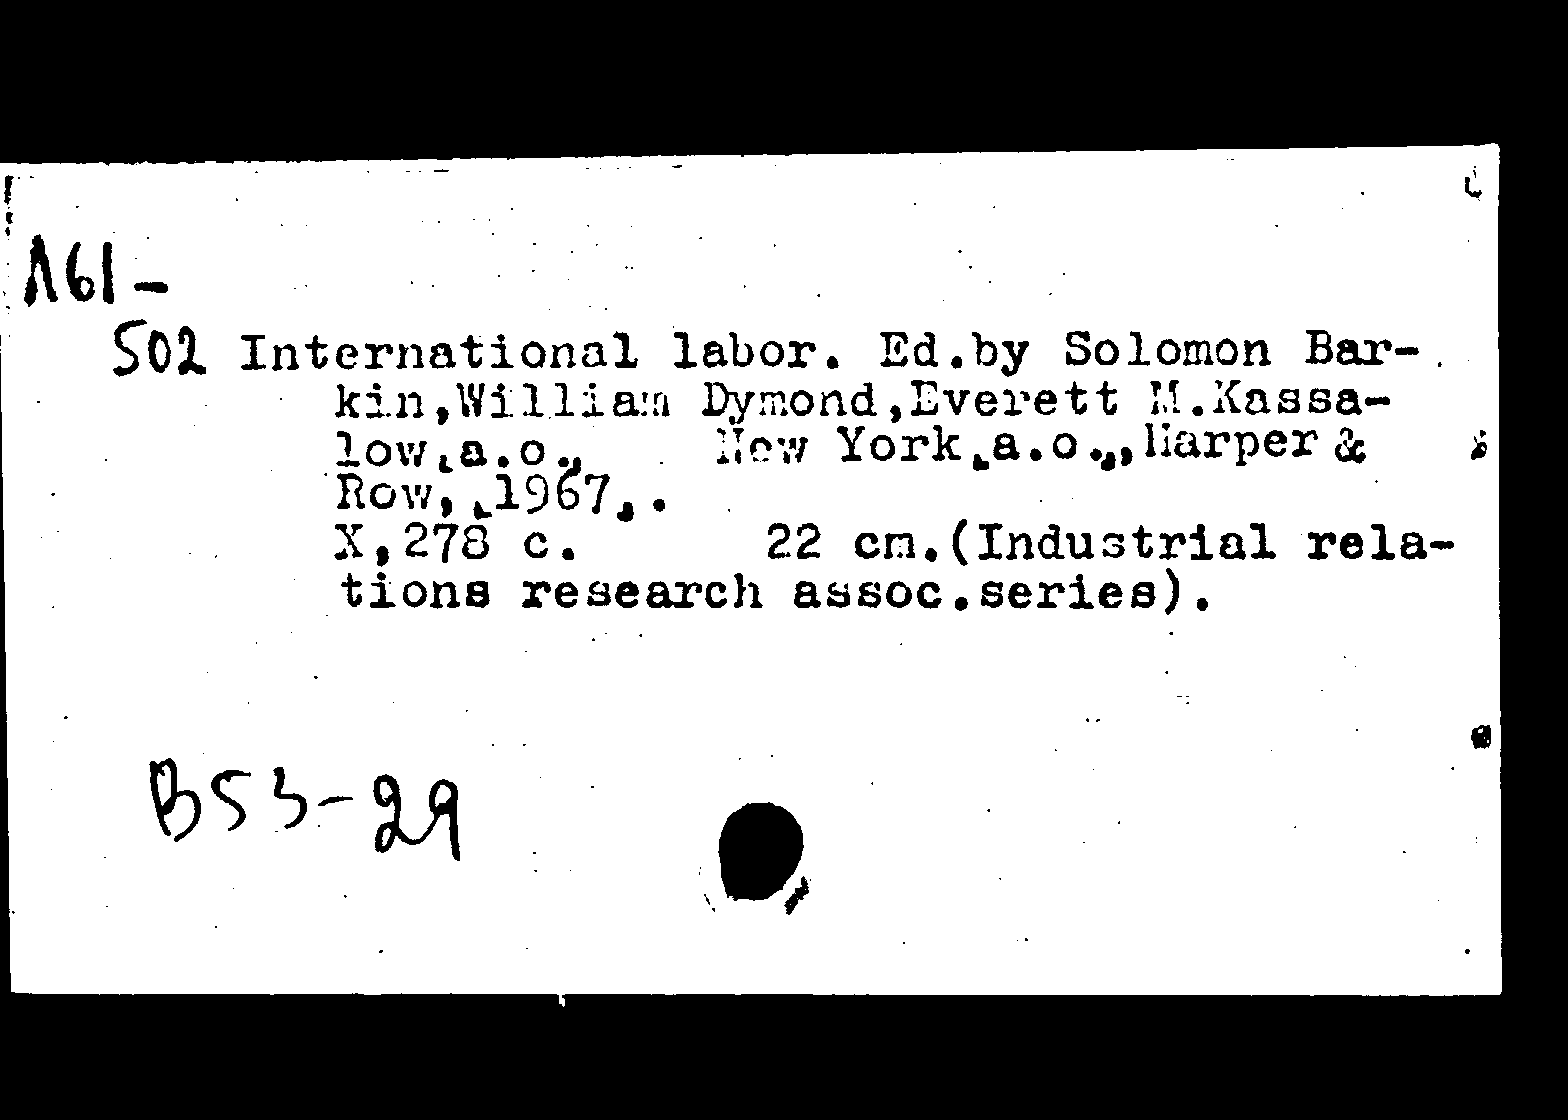 Л61-
502 International labor. Ed.by Solomon Bar-
kin,William Dymond,Everett M.Kassa-
low[a.o.] New York[a.o.],Harper &
Row,[1967].
X,278 c. 22 cm.(Industrial rela-
tions research assoc.series).
B53-29